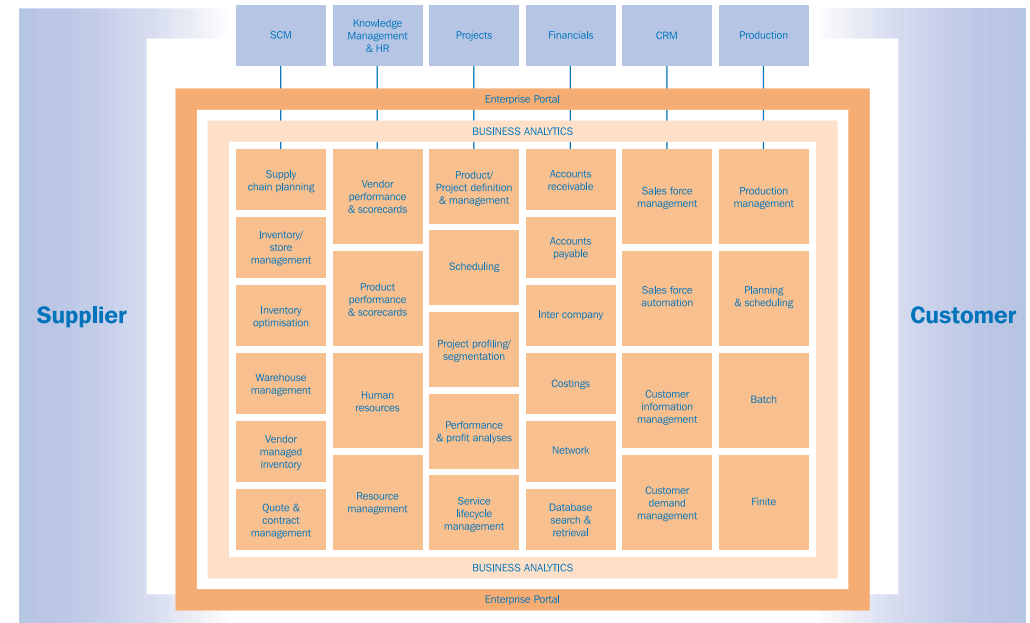 SCM
Knowledge
Management
& HR
Projects
Financials
CRM
Production
Enterprise Portal
BUSINESS ANALYTICS
Supplier
Customer
Supply
chain planning
Inventory/
store
management
Inventory
optimisation
Warehouse
management
Vendor
managed
inventory
Quote &
contract
management
Vendor
performance
& scorecards
Product
performance
& scorecards
Human
resources
Resource
management
Product/
Project definition
& management
Scheduling
Project profiling/
segmentation
Performance
& profit analyses
Service
lifecycle
management
Accounts
receivable
Accounts
payable
Inter company
Costings
Network
Database
search &
retrieval
Sales force
management
Sales force
automation
Customer
information
management
Customer
demand
management
Production
management
Planning
& scheduling
Batch
Finite
BUSINESS ANALYTICS
Enterprise Portal